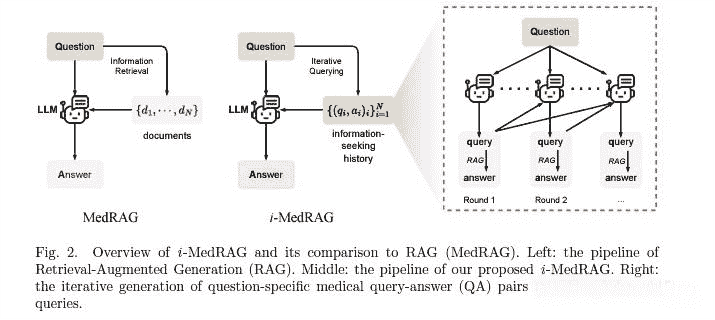 Question
Information
Retrieval
LLM
{d₁, ⋯, d_N}
documents
Answer
MedRAG
Question
Iterative
Querying
LLM
{(qᵢ, aᵢ)ᵢ}ᴺᵢ₌₁
information-
seeking
history
Answer
i-MedRAG
Question
query query query
RAG RAG RAG
answer answer answer
Round 1 Round 2 ...
Fig. 2. Overview of i-MedRAG and its comparison to RAG (MedRAG). Left: the pipeline of
Retrieval-Augmented Generation (RAG). Middle: the pipeline of our proposed i-MedRAG. Right:
the iterative generation of question-specific medical query-answer (QA) pairs
queries.